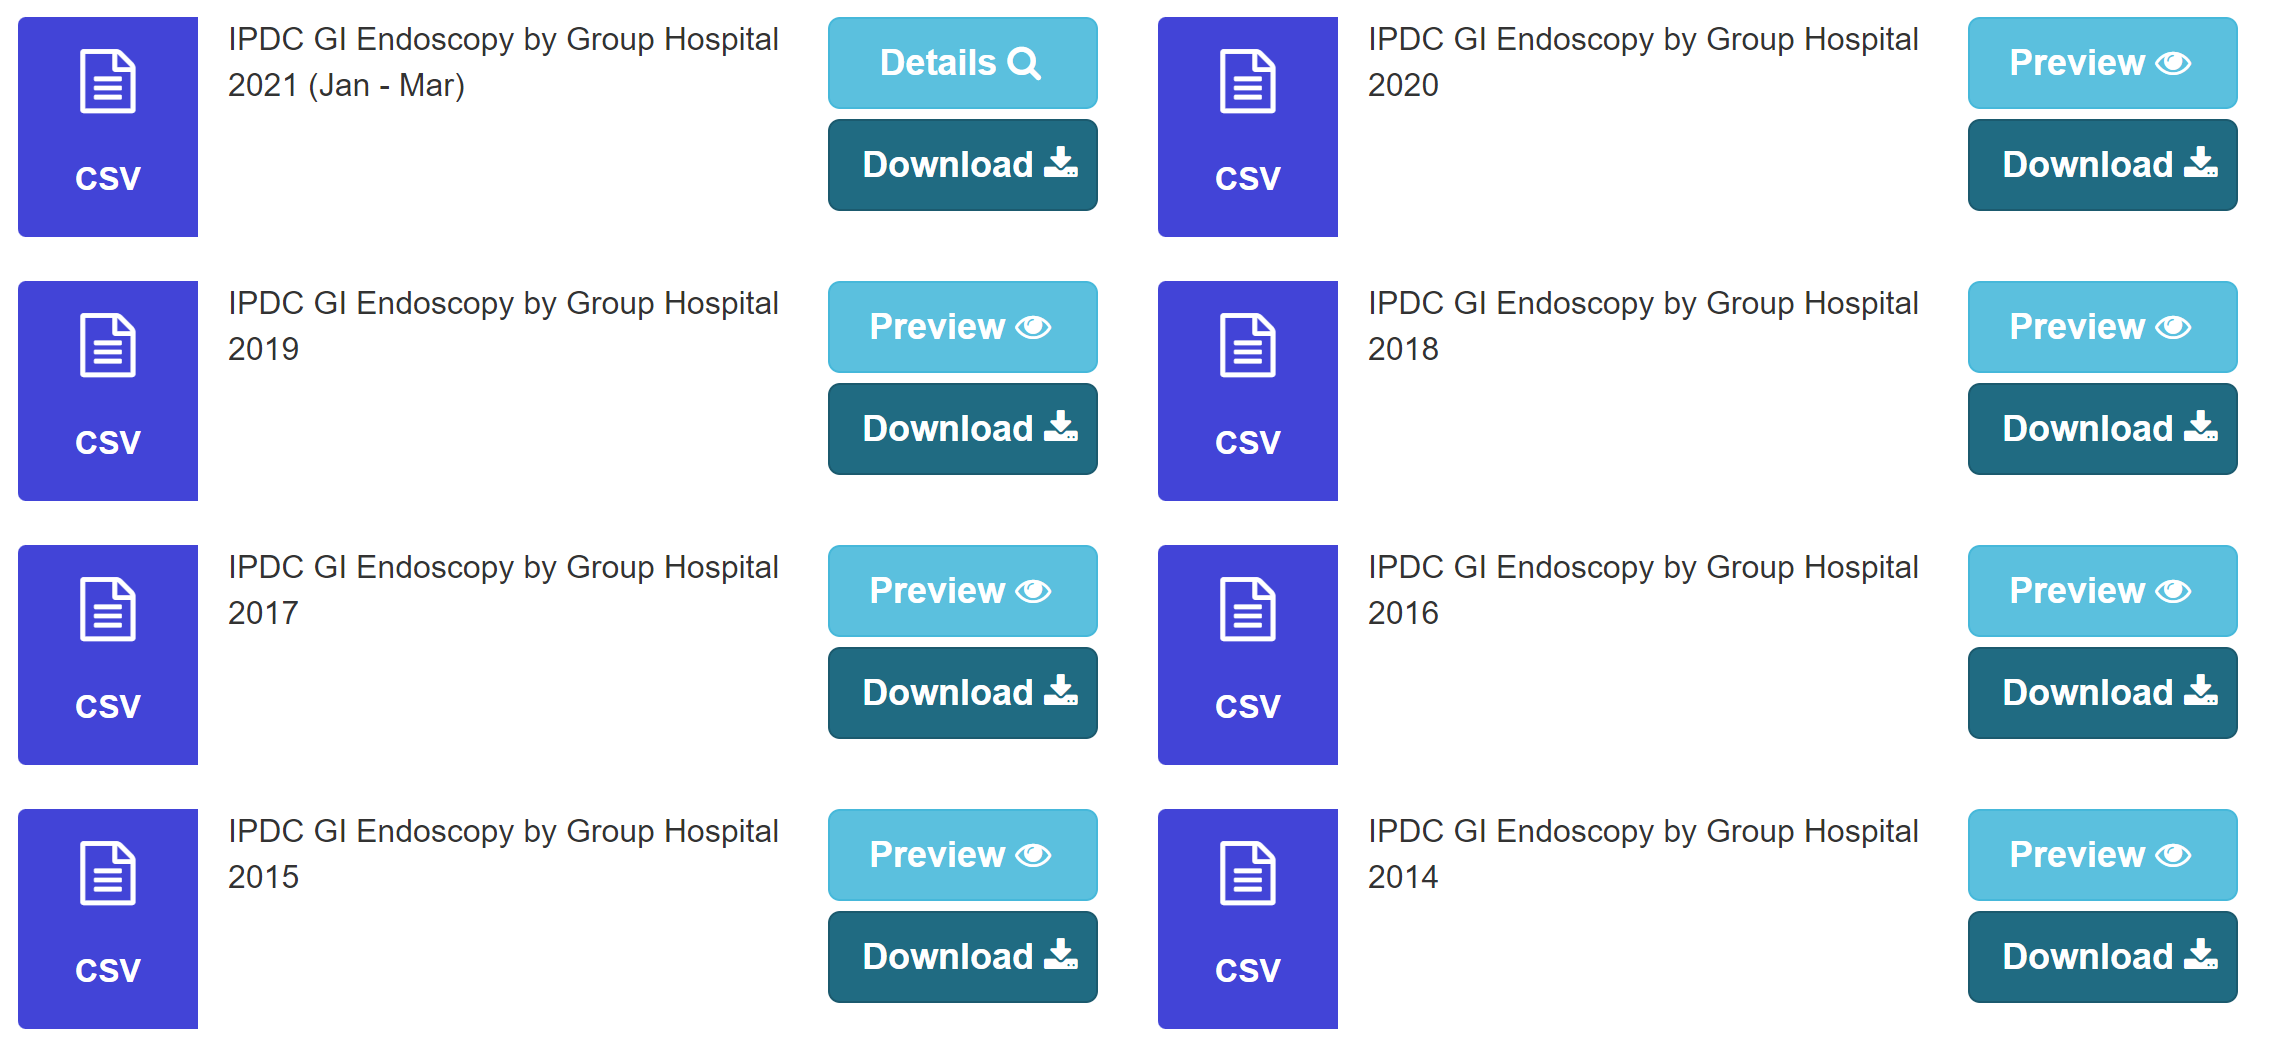 CSV
IPDC GI Endoscopy by Group Hospital
2021 (Jan - Mar)
Details
Download
CSV
IPDC GI Endoscopy by Group Hospital
2020
Preview
Download
CSV
IPDC GI Endoscopy by Group Hospital
2019
Preview
Download
CSV
IPDC GI Endoscopy by Group Hospital
2018
Preview
Download
CSV
IPDC GI Endoscopy by Group Hospital
2017
Preview
Download
CSV
IPDC GI Endoscopy by Group Hospital
2016
Preview
Download
CSV
IPDC GI Endoscopy by Group Hospital
2015
Preview
Download
CSV
IPDC GI Endoscopy by Group Hospital
2014
Preview
Download